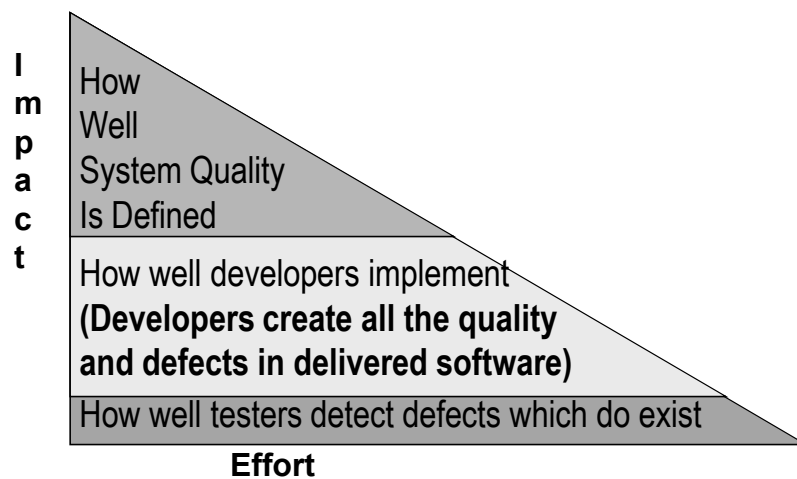 Impact
How
Well
System Quality
Is Defined
How well developers implement
(Developers create all the quality
and defects in delivered software)
How well testers detect defects which do exist
Effort